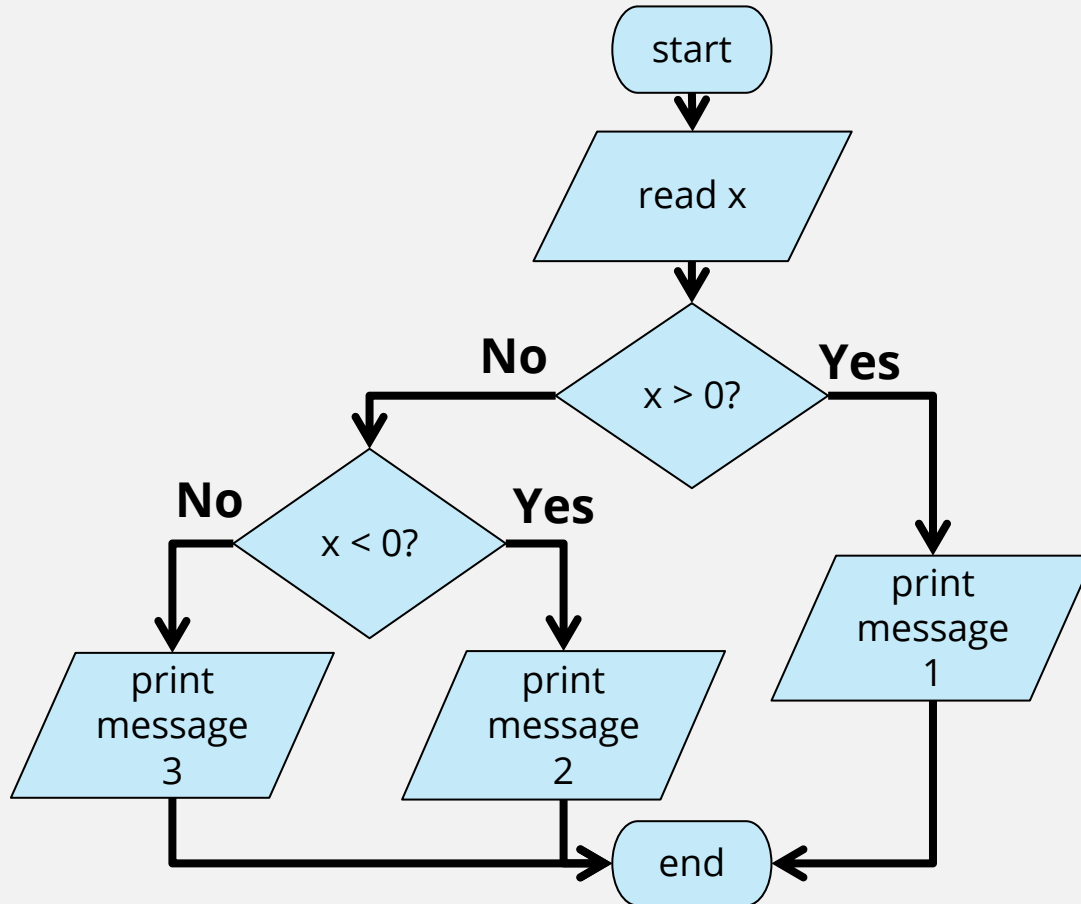 start
read x
No
Yes
x > 0?
No
Yes
x < 0?
print
message
1
print
message
3
print
message
2
end